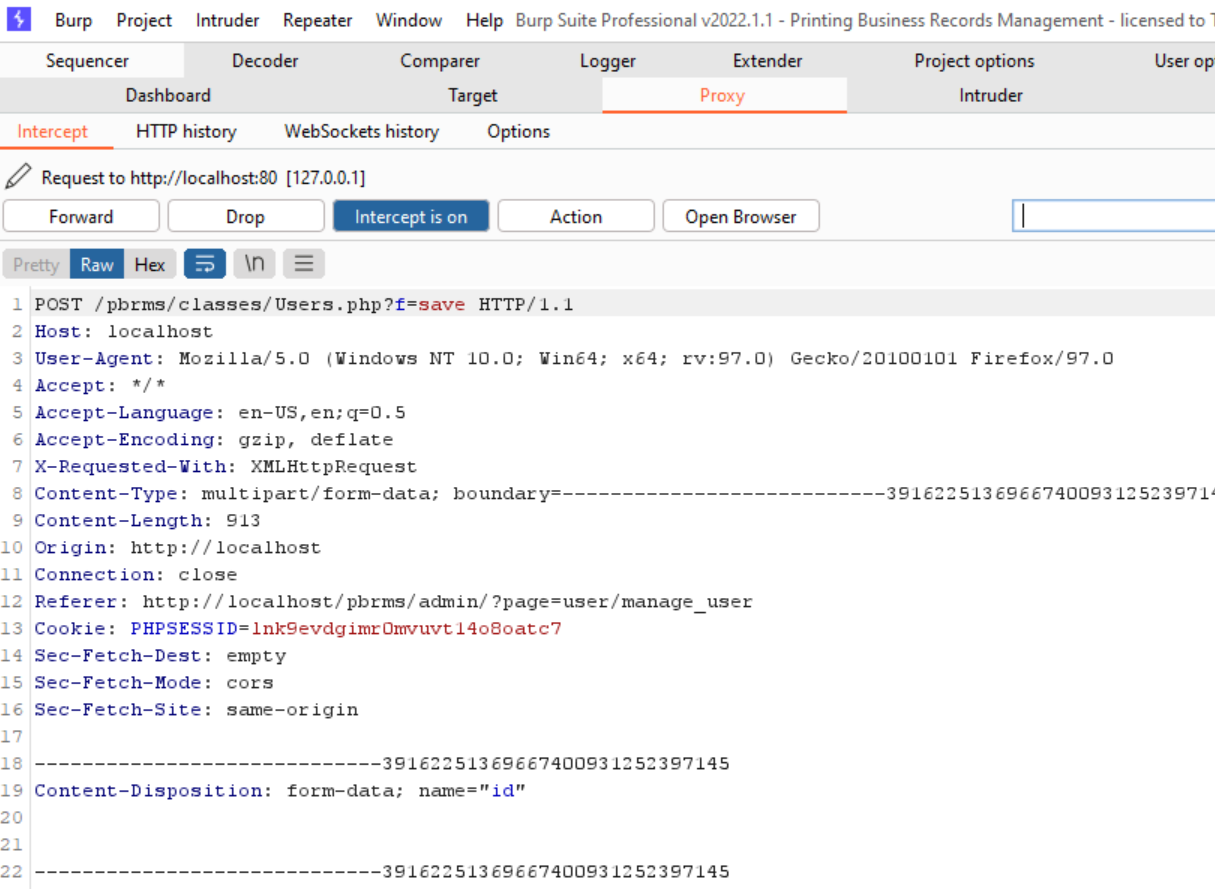 Burp Project Intruder Repeater Window Help Burp Suite Professional v2022.1.1 - Printing Business Records Management - licensed to
Sequencer Decoder Comparer Logger Extender Project options User op
Dashboard Target Proxy Intruder
Intercept HTTP history WebSockets history Options
Request to http://localhost:80 [127.0.0.1]
Forward Drop Intercept is on Action Open Browser
Pretty Raw Hex \n
1 POST /pbrms/classes/Users.php?f=save HTTP/1.1
2 Host: localhost
3 User-Agent: Mozilla/5.0 (Windows NT 10.0; Win64; x64; rv:97.0) Gecko/20100101 Firefox/97.0
4 Accept: */*
5 Accept-Language: en-US,en;q=0.5
6 Accept-Encoding: gzip, deflate
7 X-Requested-With: XMLHttpRequest
8 Content-Type: multipart/form-data; boundary=---------------------------3916225136966740093125239714
9 Content-Length: 913
10 Origin: http://localhost
11 Connection: close
12 Referer: http://localhost/pbrms/admin/?page=user/manage_user
13 Cookie: PHPSESSID=lnk9evdgimr0mvuvt14o8oatc7
14 Sec-Fetch-Dest: empty
15 Sec-Fetch-Mode: cors
16 Sec-Fetch-Site: same-origin
17
18 -----------------------------39162251369667400931252397145
19 Content-Disposition: form-data; name="id"
20
21
22 -----------------------------39162251369667400931252397145